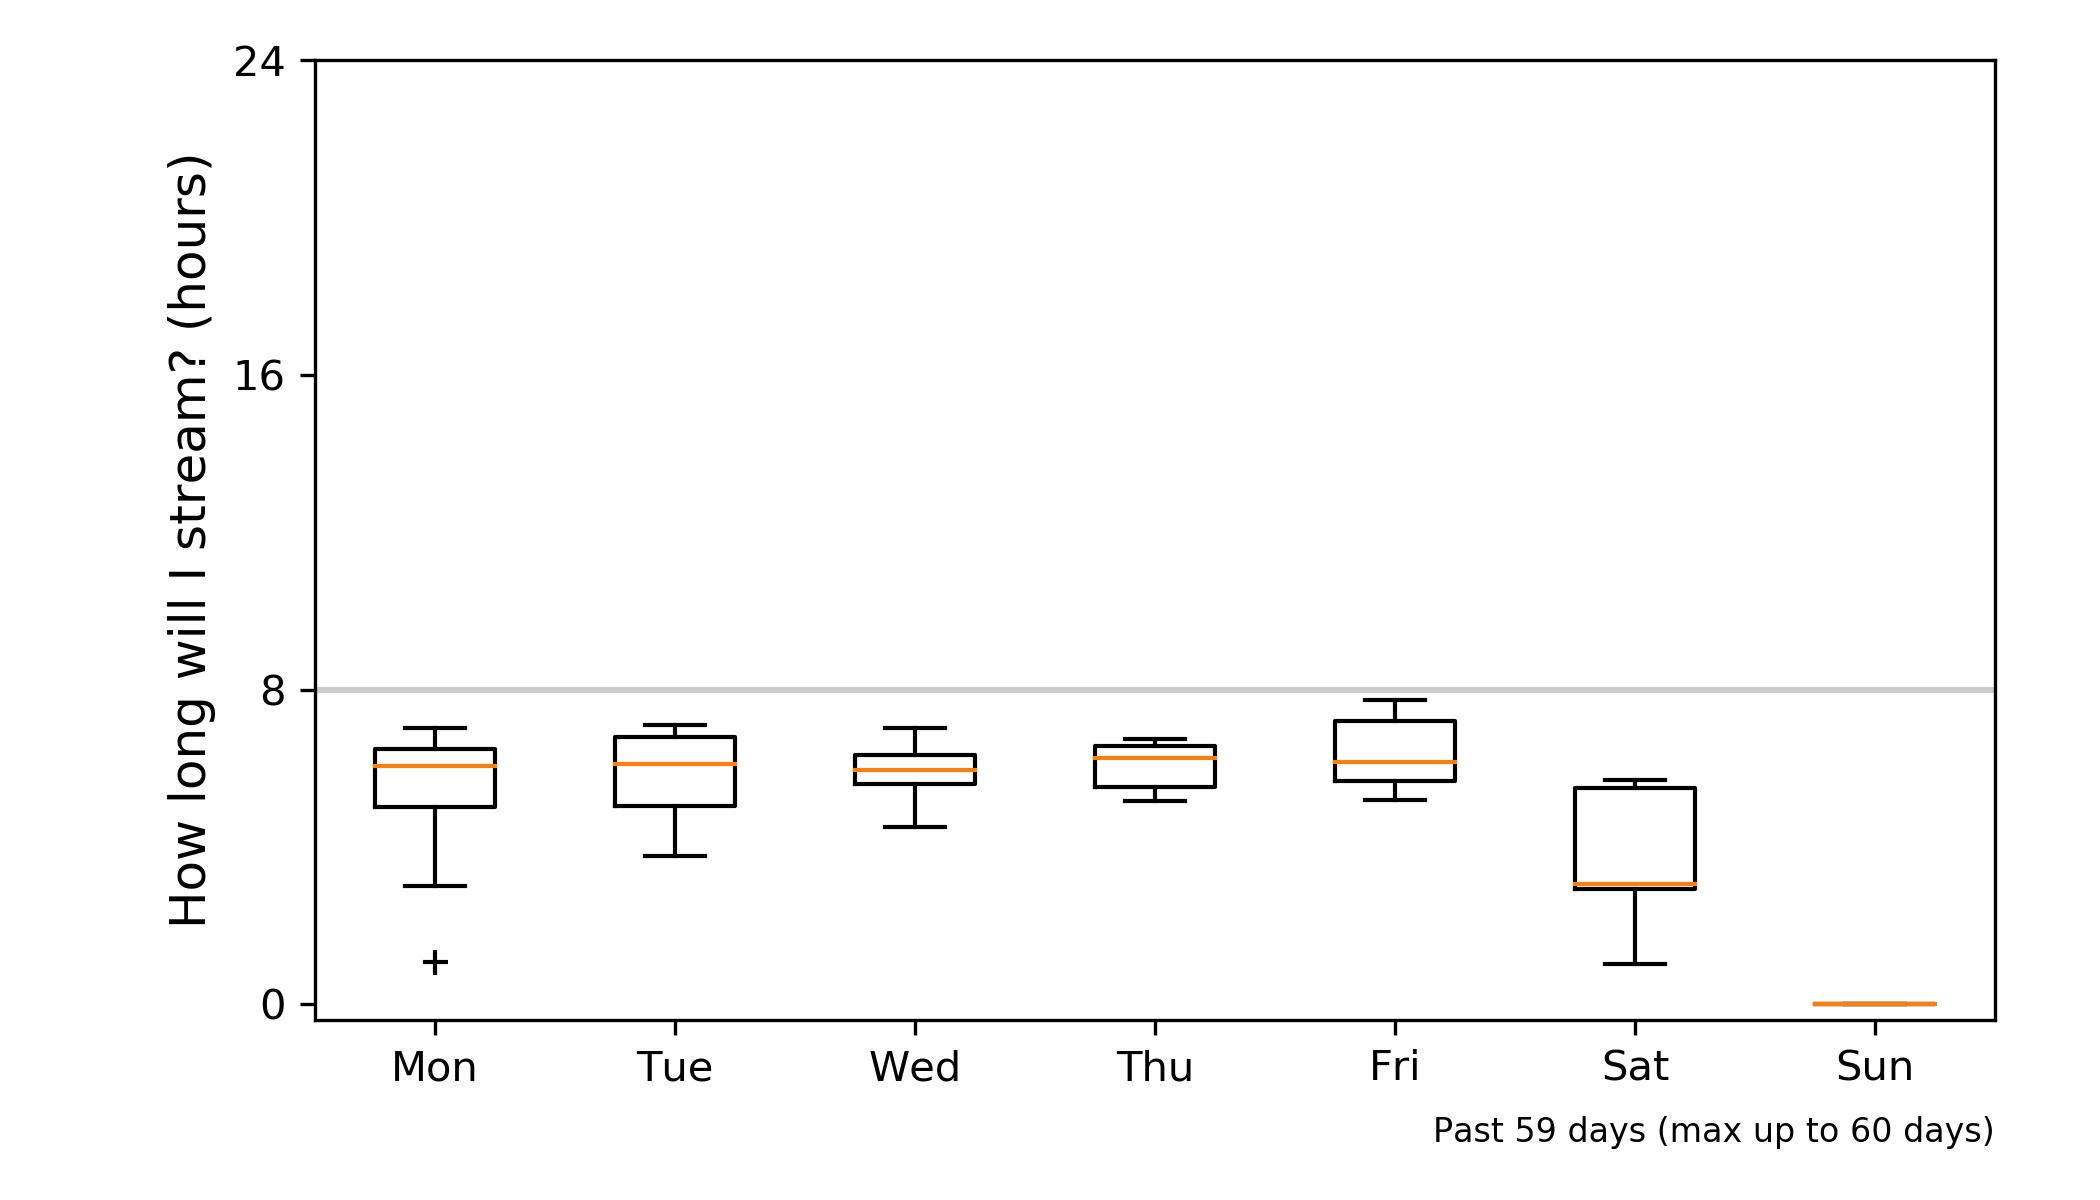 How long will I stream? (hours)
24
16
8
0
Mon Tue Wed Thu Fri Sat Sun
Past 59 days (max up to 60 days)